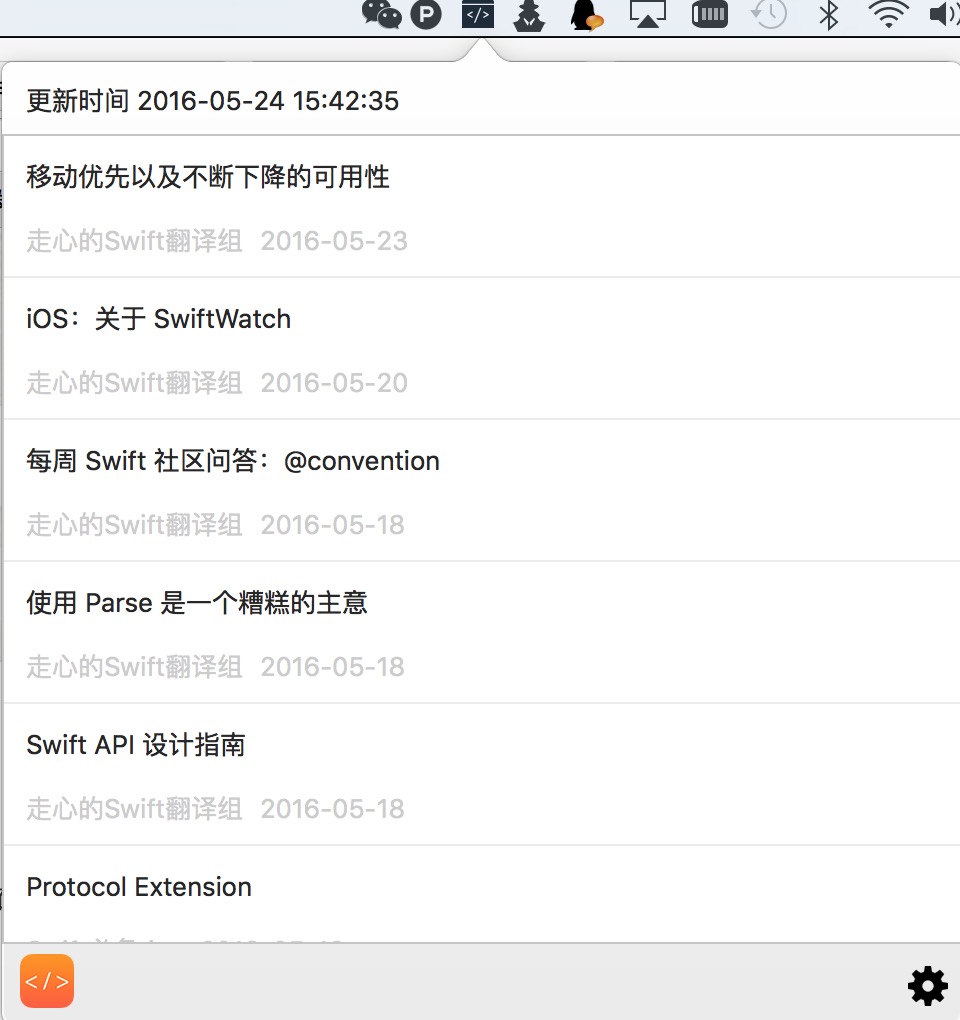 P
</>
更新时间 2016-05-24 15:42:35
移动优先以及不断下降的可用性
走心的Swift翻译组 2016-05-23
iOS：关于 SwiftWatch
走心的Swift翻译组 2016-05-20
每周 Swift 社区问答：@convention
走心的Swift翻译组 2016-05-18
使用 Parse 是一个糟糕的主意
走心的Swift翻译组 2016-05-18
Swift API 设计指南
走心的Swift翻译组 2016-05-18
Protocol Extension
</>